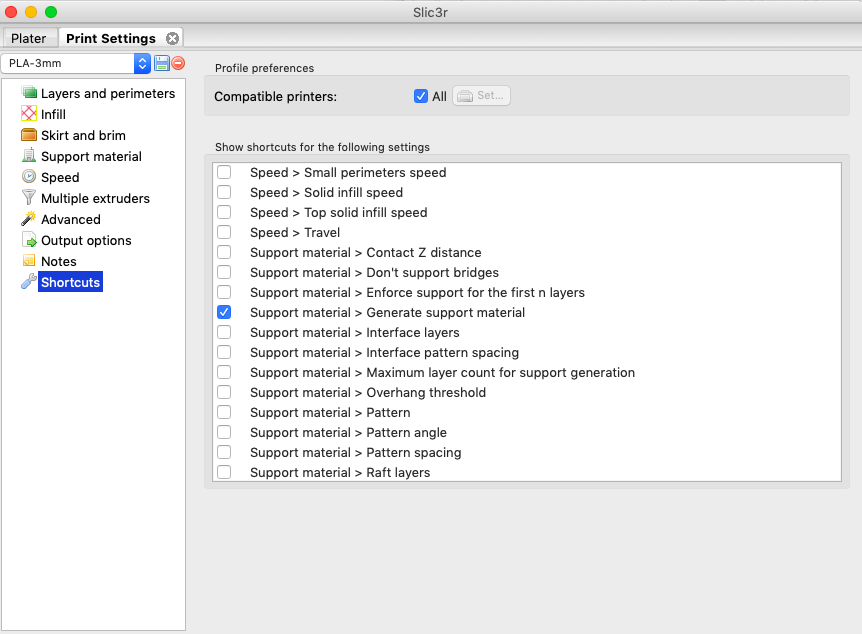 Slic3r
Plater
Print Settings
PLA-3mm
Layers and perimeters
Infill
Skirt and brim
Support material
Speed
Multiple extruders
Advanced
Output options
Notes
Shortcuts
Profile preferences
Compatible printers:
All
Set...
Show shortcuts for the following settings
Speed > Small perimeters speed
Speed > Solid infill speed
Speed > Top solid infill speed
Speed > Travel
Support material > Contact Z distance
Support material > Don't support bridges
Support material > Enforce support for the first n layers
Support material > Generate support material
Support material > Interface layers
Support material > Interface pattern spacing
Support material > Maximum layer count for support generation
Support material > Overhang threshold
Support material > Pattern
Support material > Pattern angle
Support material > Pattern spacing
Support material > Raft layers